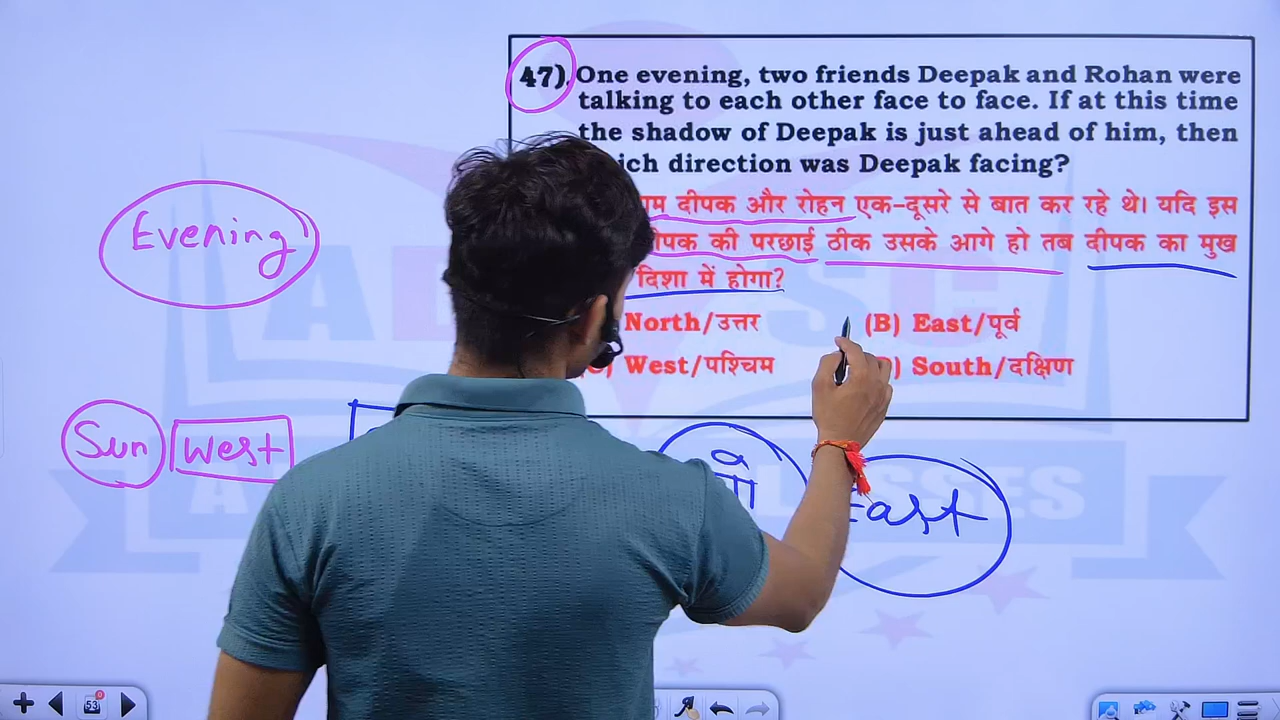 47). One evening, two friends Deepak and Rohan were
talking to each other face to face. If at this time
the shadow of Deepak is just ahead of him, then
direction was Deepak facing?
दीपक और रोहन एक-दूसरे से बात कर रहे थे। यदि इस
की परछाई ठीक उसके आगे हो तब दीपक का मुख
दिशा में होगा?
North/उत्तर (B) East/पूर्व
West/पश्चिम South/दक्षिण
Evening
Sun West
East